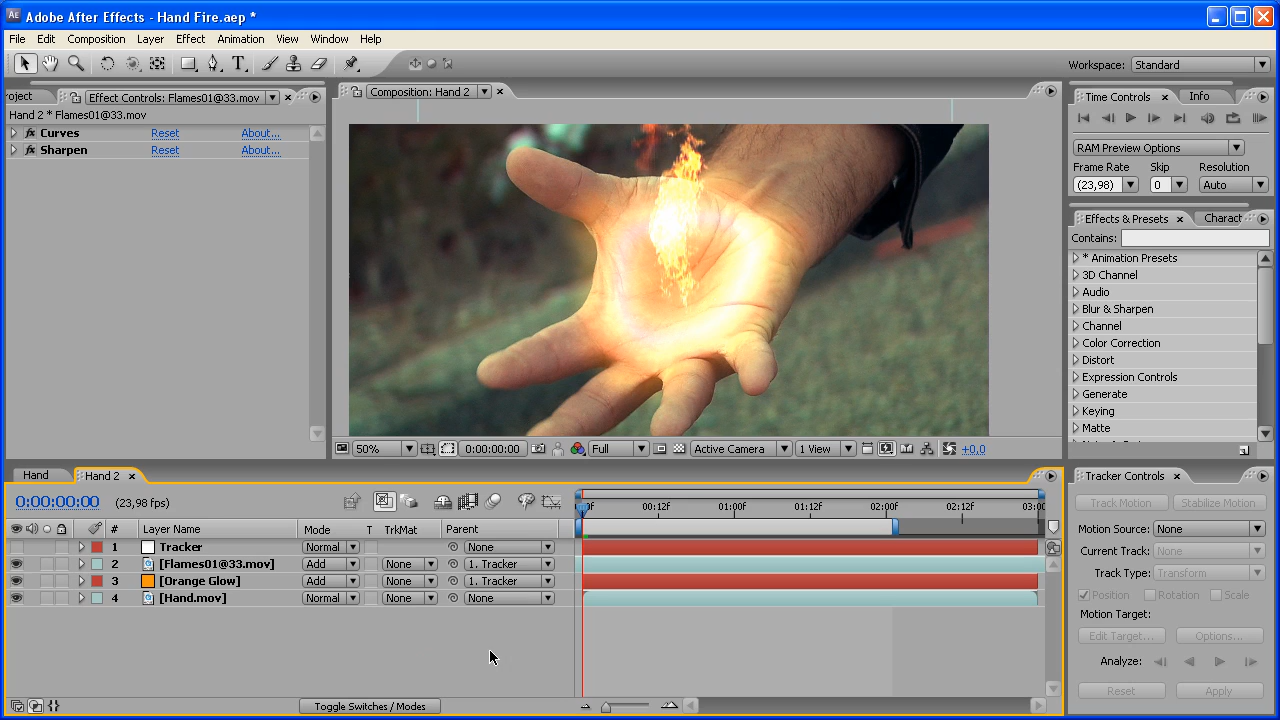 Adobe After Effects - Hand Fire.aep *
File Edit Composition Layer Effect Animation View Window Help
Workspace: Standard
roject Effect Controls: Flames01@33.mov
Hand 2 * Flames01@33.mov
Curves Reset About...
Sharpen Reset About...
Composition: Hand 2
50% 0:00:00:00 Full Active Camera 1 View +0,0
Time Controls Info
RAM Preview Options
Frame Rate Skip Resolution
(23,98) 0 Auto
Effects & Presets Charact
Contains:
* Animation Presets
3D Channel
Audio
Blur & Sharpen
Channel
Color Correction
Distort
Expression Controls
Generate
Keying
Matte
Hand Hand 2
0:00:00:00 (23,98 fps)
00:12F 01:00F 01:12F 02:00F 02:12F 03:00
# Layer Name Mode T TrkMat Parent
1 Tracker Normal None
2 [Flames01@33.mov] Add None 1. Tracker
3 [Orange Glow] Add None 1. Tracker
4 [Hand.mov] Normal None None
Toggle Switches / Modes
Tracker Controls
Track Motion Stabilize Motion
Motion Source: None
Current Track: None
Track Type: Transform
Position Rotation Scale
Motion Target:
Edit Target... Options...
Analyze:
Reset Apply